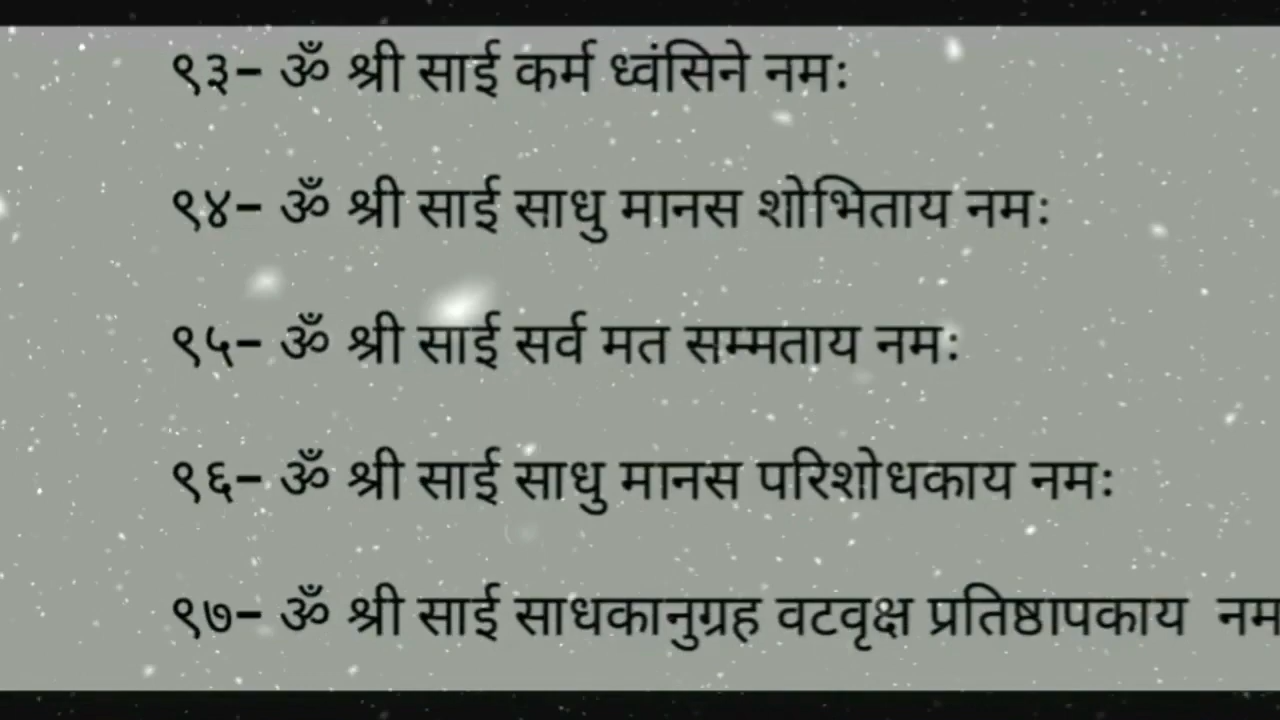 ९३- ॐ श्री साई कर्म ध्वंसिने नमः
९४- ॐ श्री साई साधु मानस शोभिताय नमः
९५- ॐ श्री साई सर्व मत सम्मताय नमः
९६- ॐ श्री साई साधु मानस परिशोधकाय नमः
९७- ॐ श्री साई साधकानुग्रह वटवृक्ष प्रतिष्ठापकाय नम